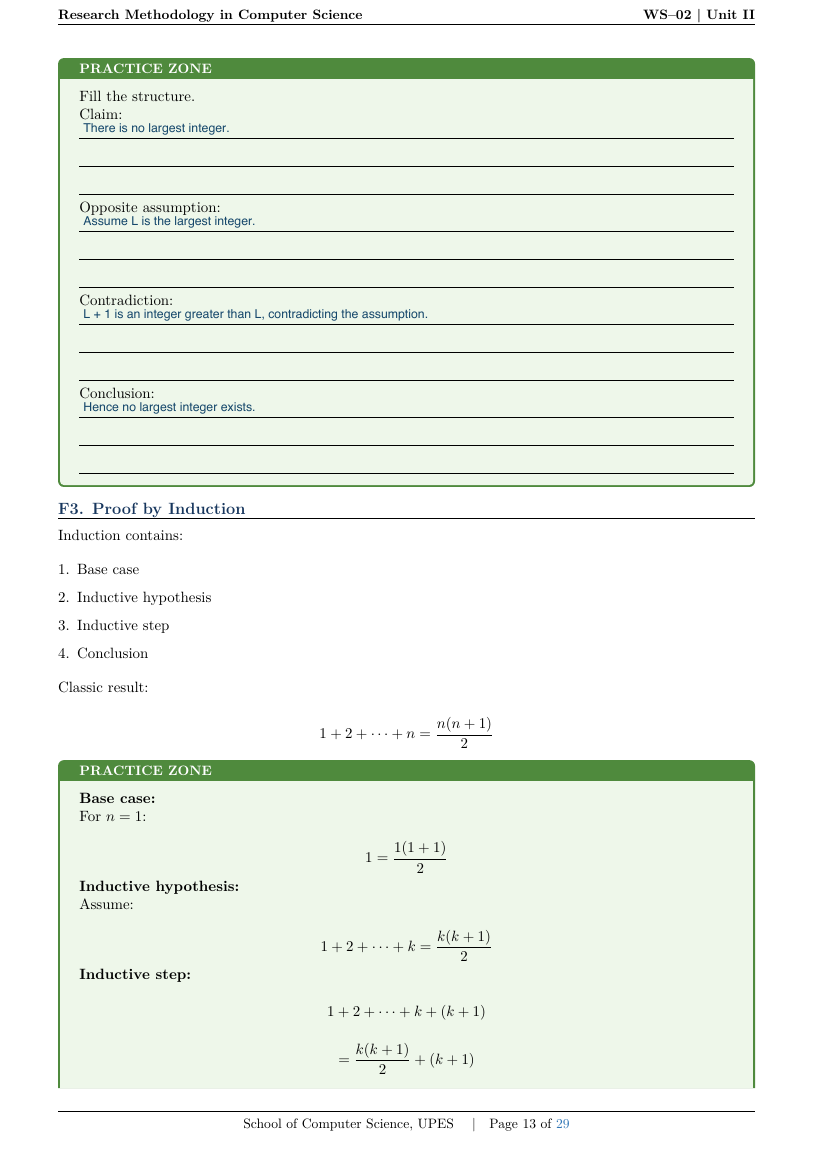 Research Methodology in Computer Science WS–02 | Unit II
PRACTICE ZONE
Fill the structure.
Claim:
There is no largest integer.
Opposite assumption:
Assume L is the largest integer.
Contradiction:
L + 1 is an integer greater than L, contradicting the assumption.
Conclusion:
Hence no largest integer exists.
F3. Proof by Induction
Induction contains:
1. Base case
2. Inductive hypothesis
3. Inductive step
4. Conclusion
Classic result:
1 + 2 + · · · + n = n(n + 1) / 2
PRACTICE ZONE
Base case:
For n = 1:
1 = 1(1 + 1) / 2
Inductive hypothesis:
Assume:
1 + 2 + · · · + k = k(k + 1) / 2
Inductive step:
1 + 2 + · · · + k + (k + 1)
= k(k + 1) / 2 + (k + 1)
School of Computer Science, UPES | Page 13 of 29